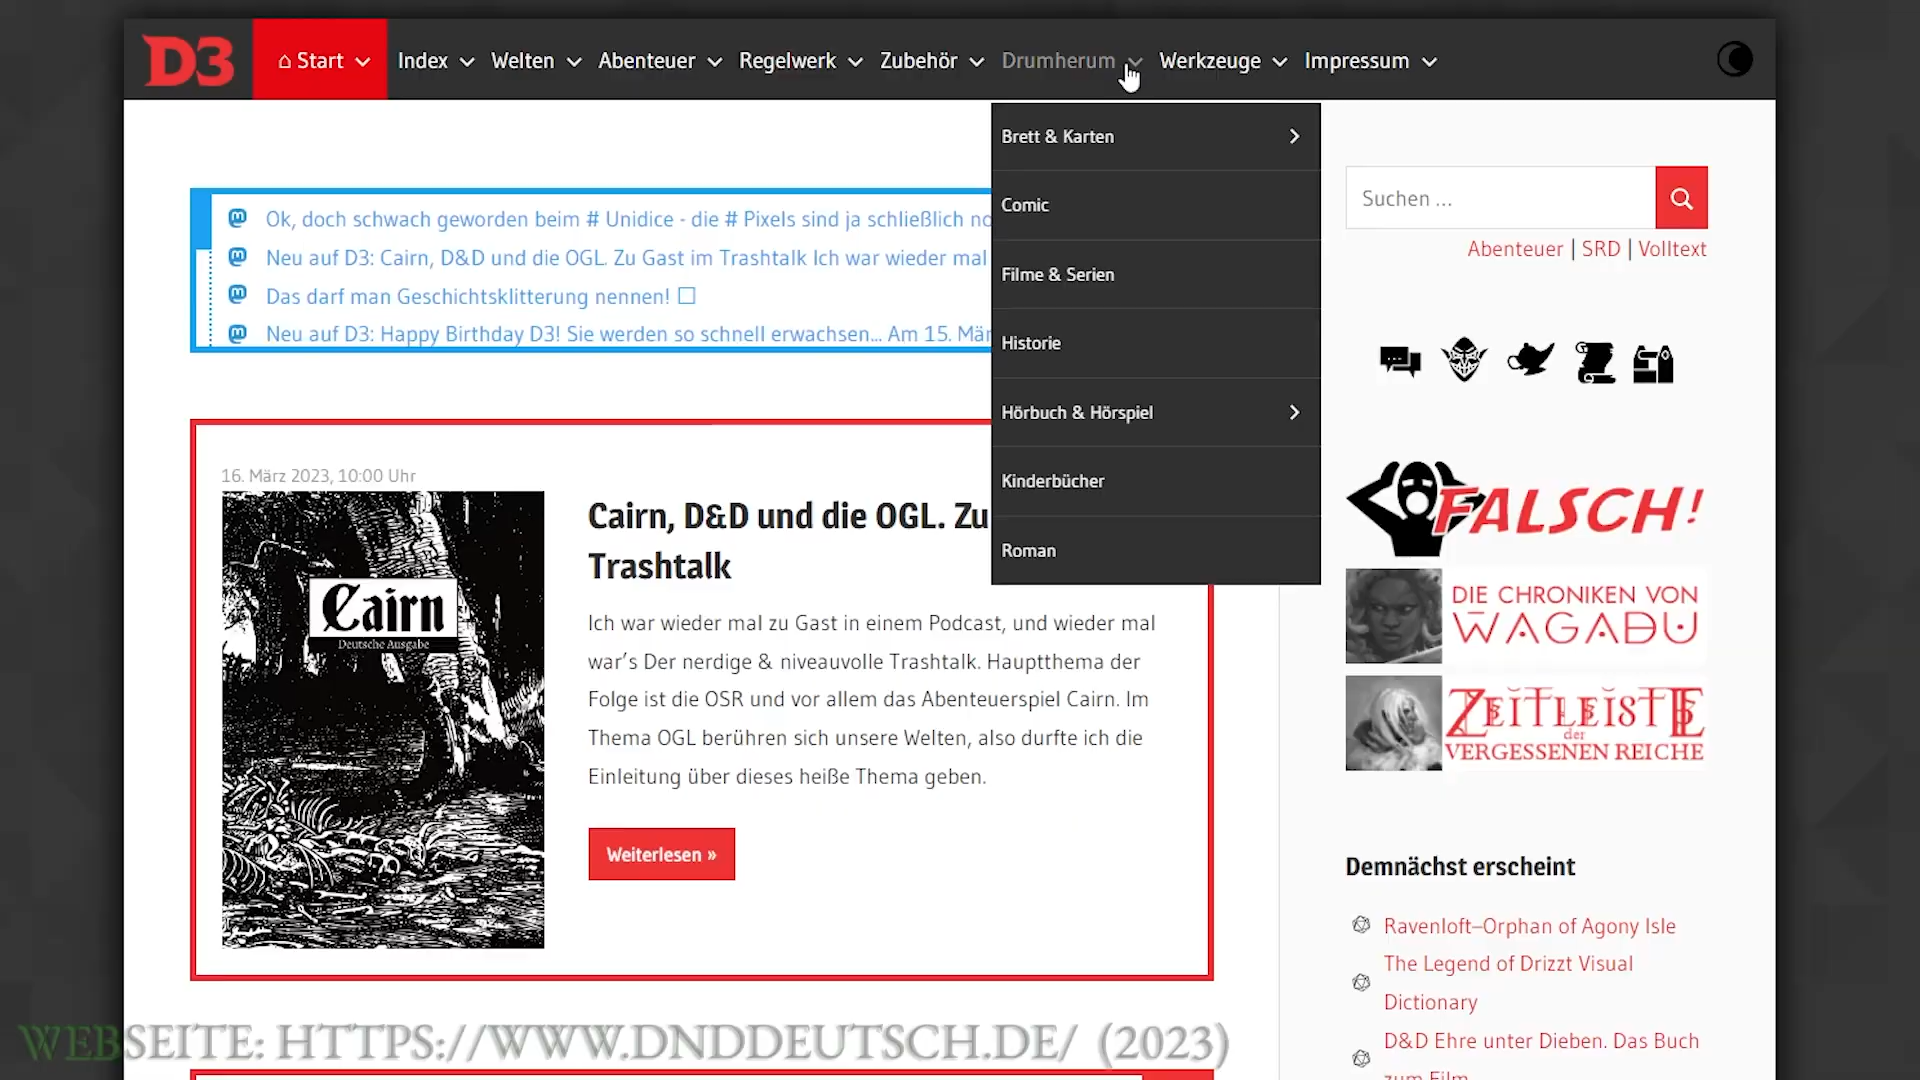 D3
⌂ Start
Index
Welten
Abenteuer
Regelwerk
Zubehör
Drumherum
Werkzeuge
Impressum
Brett & Karten
Comic
Filme & Serien
Historie
Hörbuch & Hörspiel
Kinderbücher
Roman
Ok, doch schwach geworden beim # Unidice - die # Pixels sind ja schließlich
Neu auf D3: Cairn, D&D und die OGL. Zu Gast im Trashtalk Ich war wieder mal
Das darf man Geschichtsklitterung nennen! ☐
Neu auf D3: Happy Birthday D3! Sie werden so schnell erwachsen... Am 15.
16. März 2023, 10:00 Uhr
Cairn
Deutsche Ausgabe
Cairn, D&D und die OGL. Zu
Trashtalk
Ich war wieder mal zu Gast in einem Podcast, und wieder mal
war's Der nerdige & niveauvolle Trashtalk. Hauptthema der
Folge ist die OSR und vor allem das Abenteuerspiel Cairn. Im
Thema OGL berühren sich unsere Welten, also durfte ich die
Einleitung über dieses heiße Thema geben.
Weiterlesen »
Suchen ...
Abenteuer | SRD | Volltext
FALSCH!
DIE CHRONIKEN VON
WAGADU
ZEITLEISTE
der
VERGESSENEN REICHE
Demnächst erscheint
Ravenloft–Orphan of Agony Isle
The Legend of Drizzt Visual
Dictionary
D&D Ehre unter Dieben. Das Buch
zum Film
WEBSEITE: HTTPS://WWW.DNDDEUTSCH.DE/ (2023)